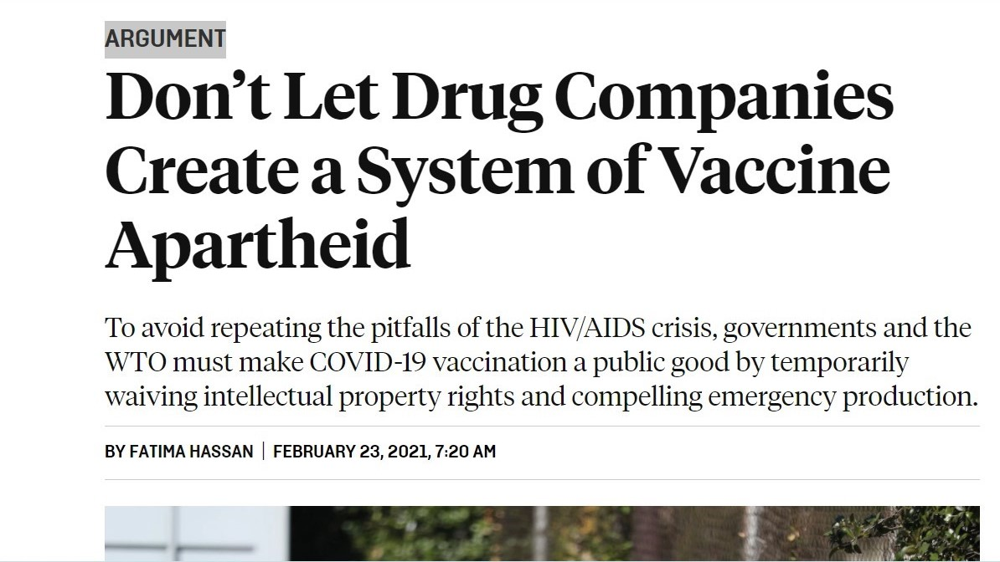 ARGUMENT
Don’t Let Drug Companies
Create a System of Vaccine
Apartheid
To avoid repeating the pitfalls of the HIV/AIDS crisis, governments and the
WTO must make COVID-19 vaccination a public good by temporarily
waiving intellectual property rights and compelling emergency production.
BY FATIMA HASSAN | FEBRUARY 23, 2021, 7:20 AM